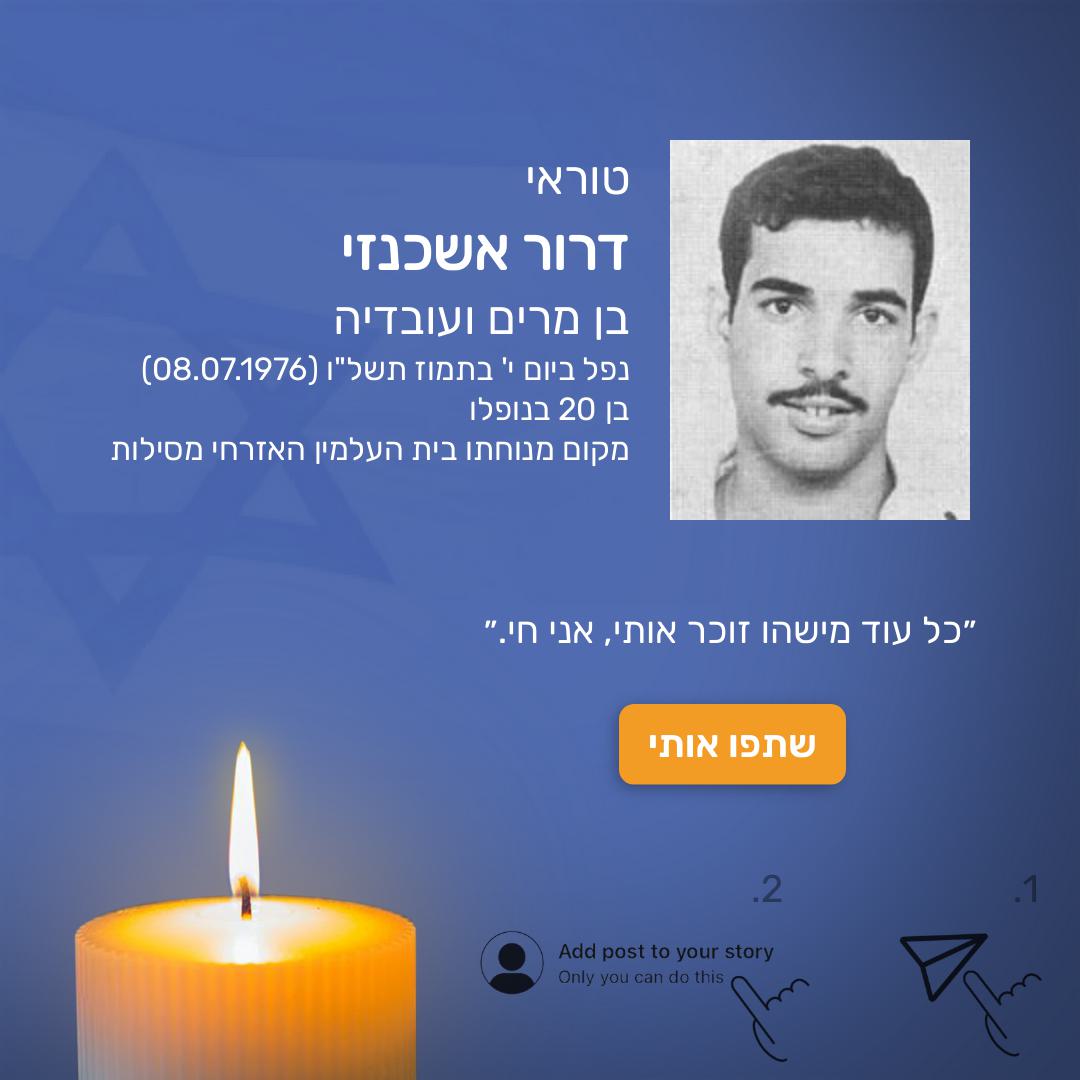 טוראי
דרור אשכנזי
בן מרים ועובדיה
נפל ביום י' בתמוז תשל"ו (08.07.1976)
בן 20 בנופלו
מקום מנוחתו בית העלמין האזרחי מסילות
״כל עוד מישהו זוכר אותי, אני חי.״
שתפו אותי
1.
2.
Add post to your story
Only you can do this